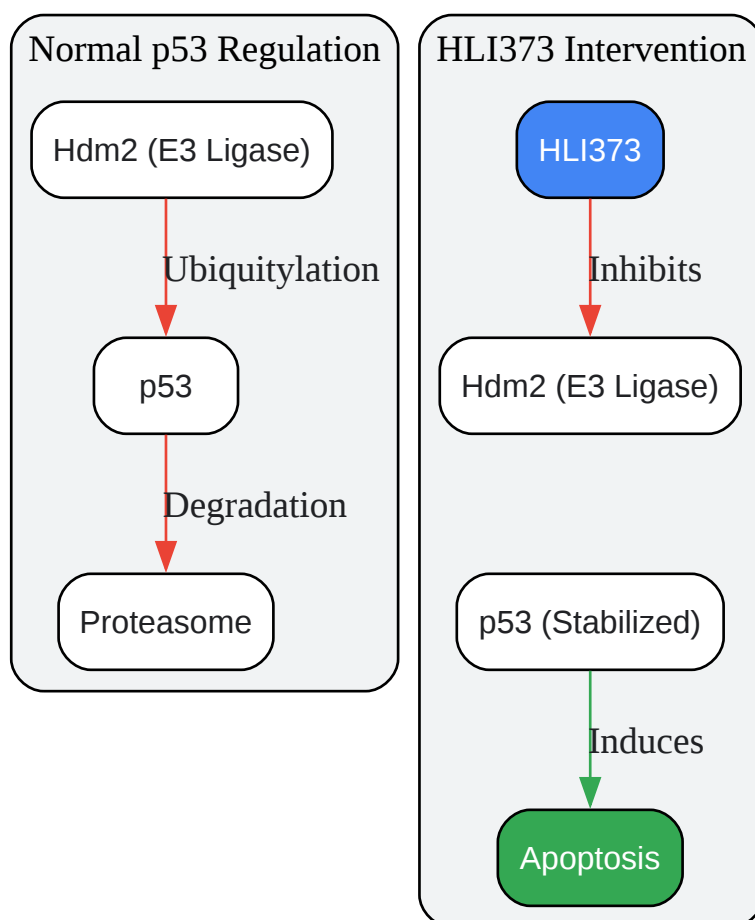 Normal p53 Regulation
Hdm2 (E3 Ligase)
Ubiquitylation
p53
Degradation
Proteasome
HLI373 Intervention
HLI373
Inhibits
Hdm2 (E3 Ligase)
p53 (Stabilized)
Induces
Apoptosis